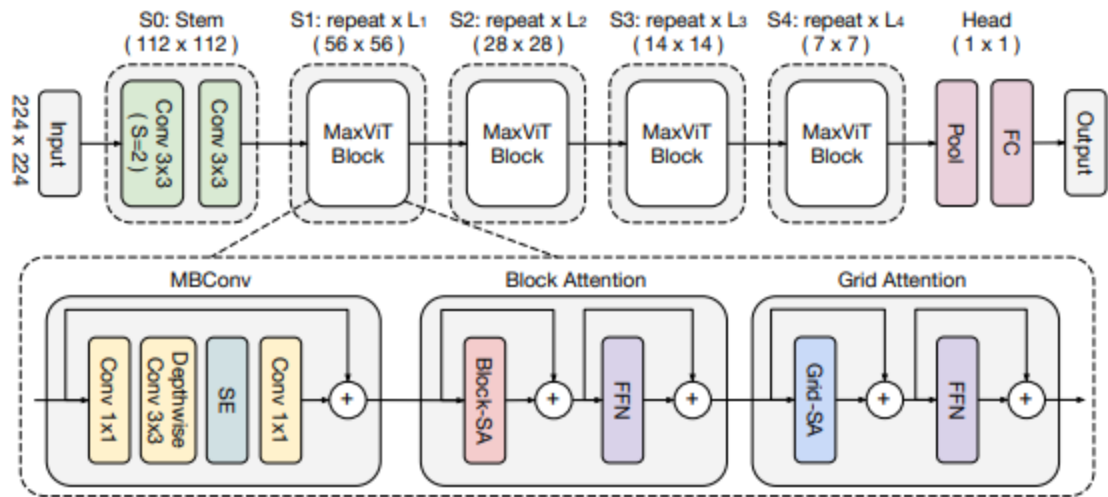 S0: Stem
( 112 x 112 )
S1: repeat x L₁
( 56 x 56 )
S2: repeat x L₂
( 28 x 28 )
S3: repeat x L₃
( 14 x 14 )
S4: repeat x L₄
( 7 x 7 )
Head
( 1 x 1 )
224 x 224
Input
Conv 3x3
( S=2 )
Conv 3x3
MaxViT
Block
MaxViT
Block
MaxViT
Block
MaxViT
Block
Pool
FC
Output
MBConv
Conv 1x1
Depthwise
Conv 3x3
SE
Conv 1x1
+
Block Attention
Block-SA
+
FFN
+
Grid Attention
Grid-SA
+
FFN
+